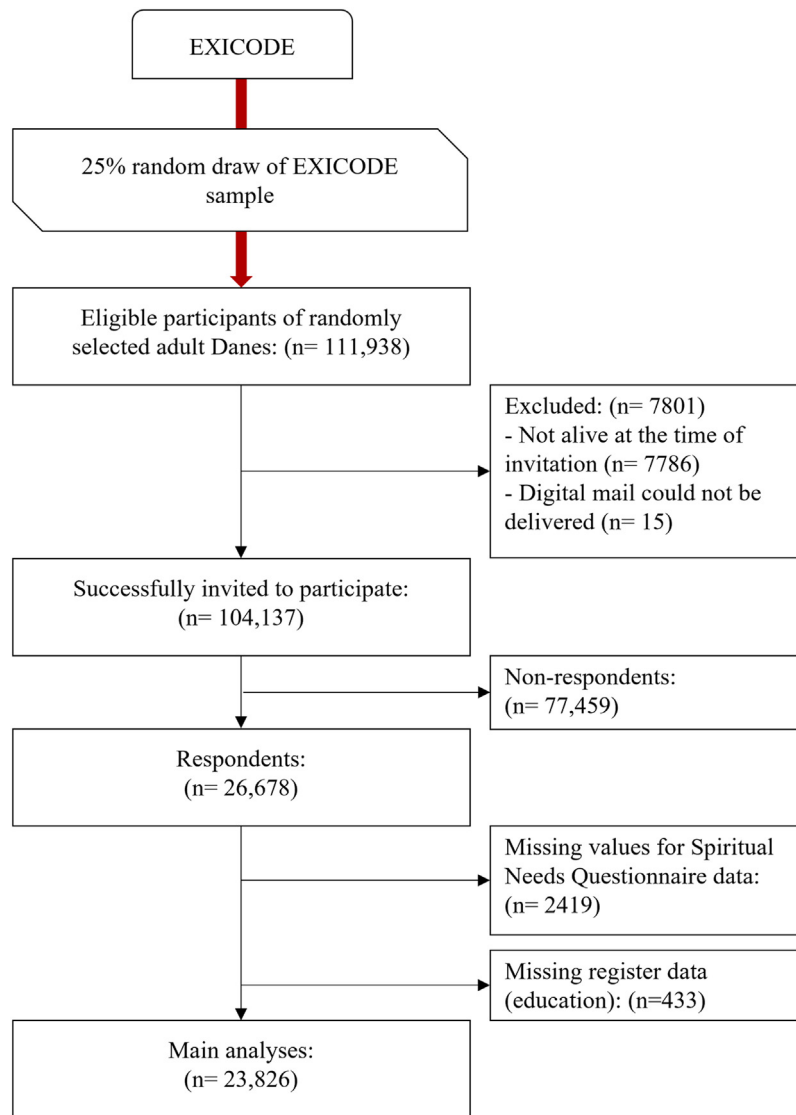 EXICODE
25% random draw of EXICODE
sample
Eligible participants of randomly
selected adult Danes: (n= 111,938)
Excluded: (n= 7801)
- Not alive at the time of
invitation (n= 7786)
- Digital mail could not be
delivered (n= 15)
Successfully invited to participate:
(n= 104,137)
Non-respondents:
(n= 77,459)
Respondents:
(n= 26,678)
Missing values for Spiritual
Needs Questionnaire data:
(n= 2419)
Missing register data
(education): (n=433)
Main analyses:
(n= 23,826)